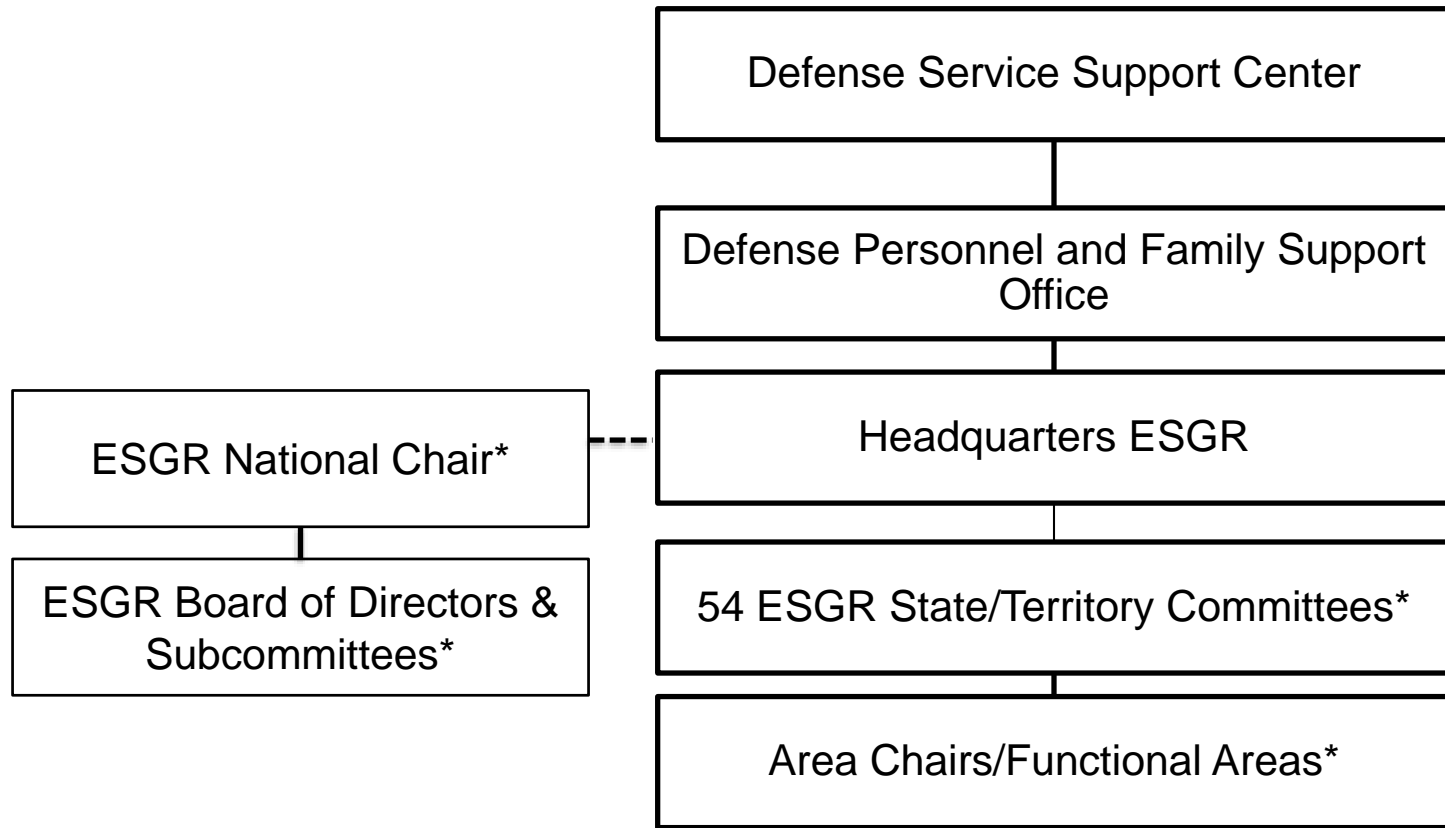 Defense Service Support Center
Defense Personnel and Family Support
Office
Headquarters ESGR
ESGR National Chair*
ESGR Board of Directors &
Subcommittees*
54 ESGR State/Territory Committees*
Area Chairs/Functional Areas*